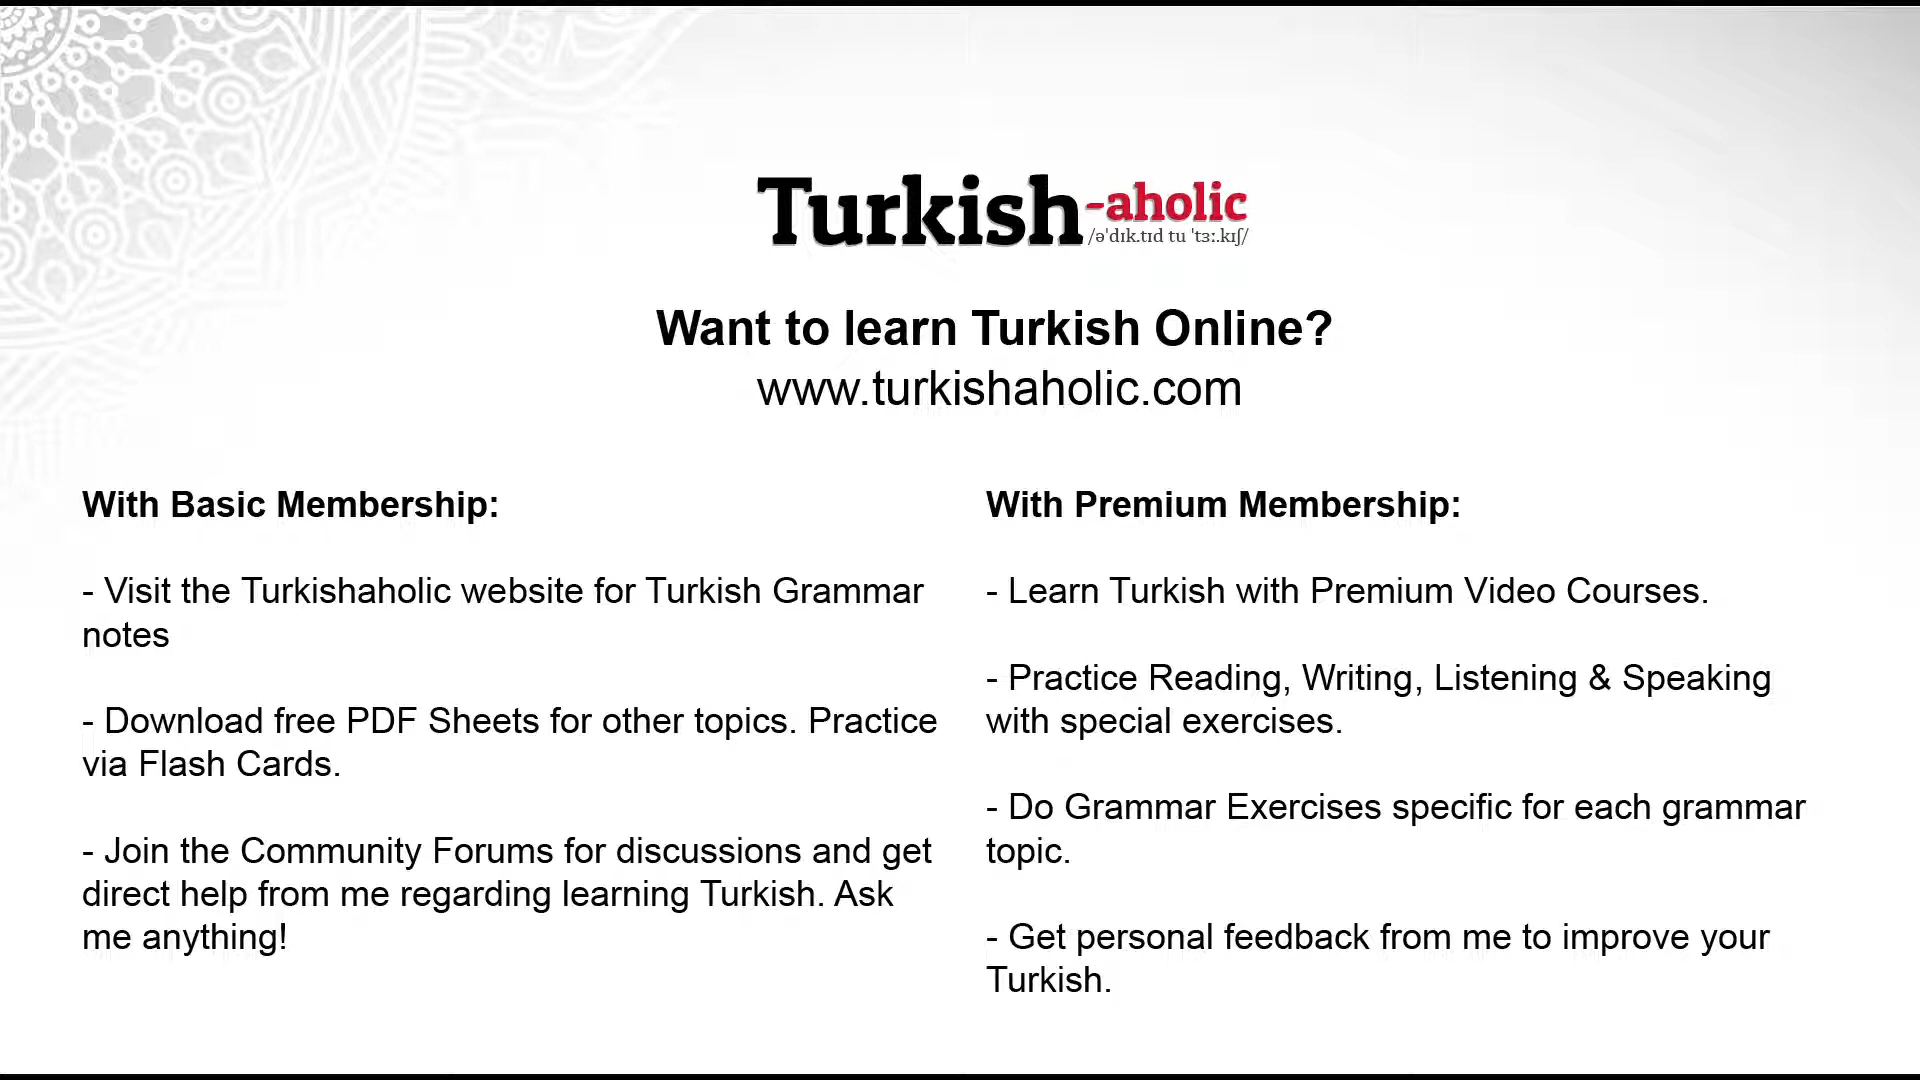 Turkish-aholic
/ə'dɪk.tɪd tu 'tɜː.kɪʃ/
Want to learn Turkish Online?
www.turkishaholic.com
With Basic Membership:
- Visit the Turkishaholic website for Turkish Grammar
notes
- Download free PDF Sheets for other topics. Practice
via Flash Cards.
- Join the Community Forums for discussions and get
direct help from me regarding learning Turkish. Ask
me anything!
With Premium Membership:
- Learn Turkish with Premium Video Courses.
- Practice Reading, Writing, Listening & Speaking
with special exercises.
- Do Grammar Exercises specific for each grammar
topic.
- Get personal feedback from me to improve your
Turkish.